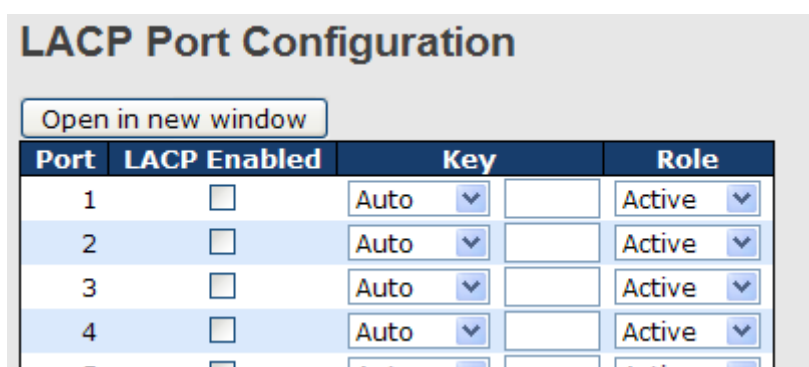 LACP Port Configuration
Open in new window
Port LACP Enabled Key Role
1 Auto Active
2 Auto Active
3 Auto Active
4 Auto Active